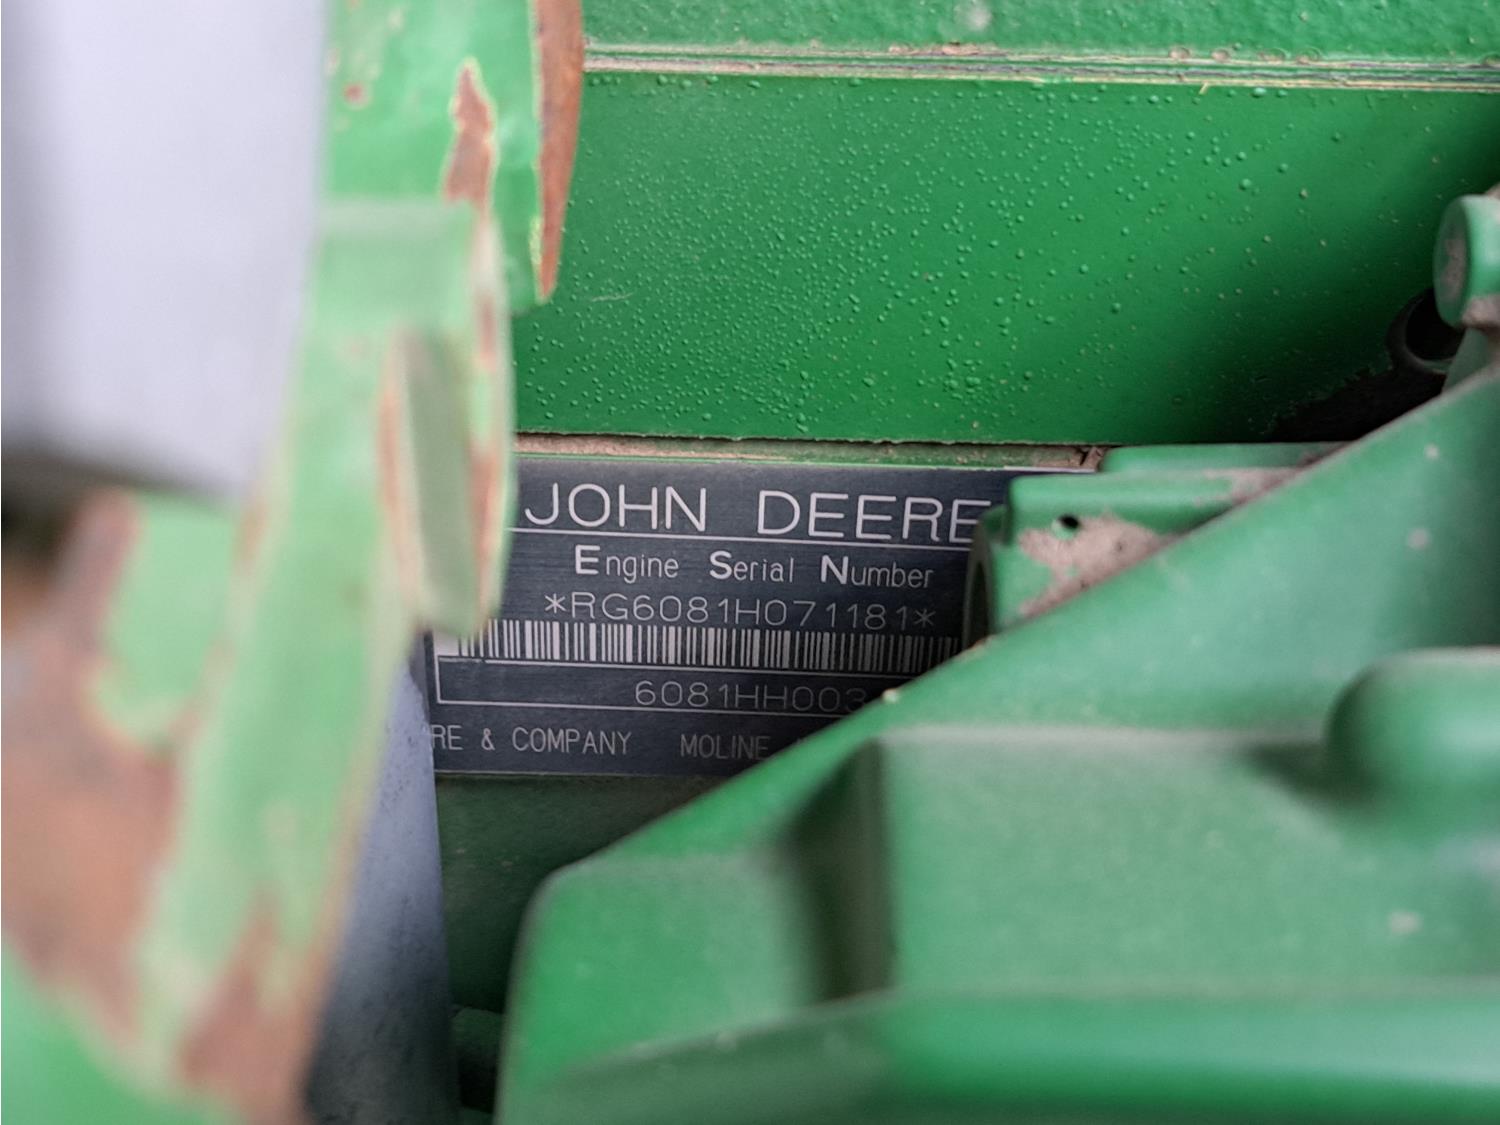 JOHN DEERE
Engine Serial Number
*RG6081H071181*
6081HH003
RE & COMPANY MOLINE